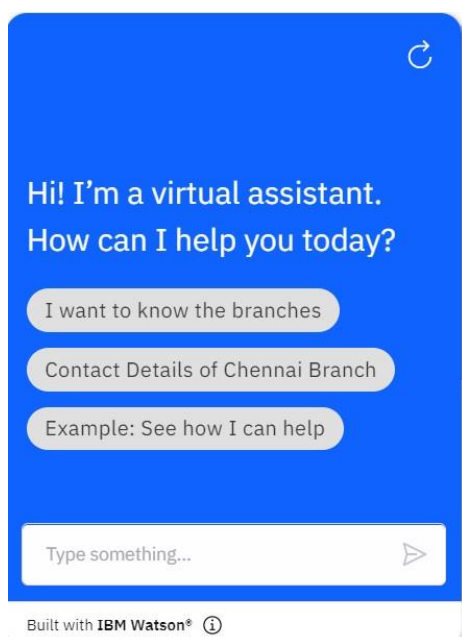 Hi! I’m a virtual assistant.
How can I help you today?
I want to know the branches
Contact Details of Chennai Branch
Example: See how I can help
Type something...
Built with IBM Watson® ⓘ